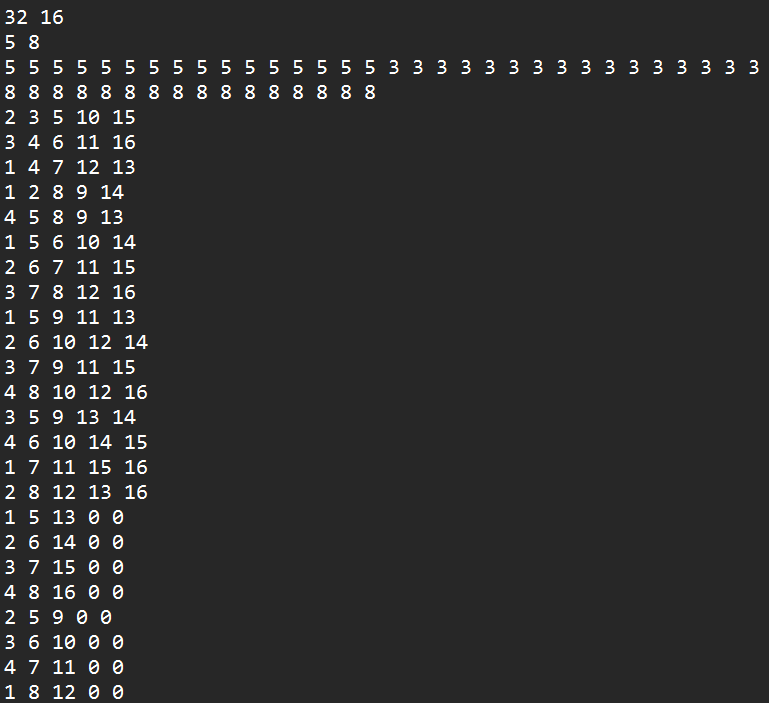 32 16
5 8
5 5 5 5 5 5 5 5 5 5 5 5 5 5 5 5 3 3 3 3 3 3 3 3 3 3 3 3 3 3 3 3
8 8 8 8 8 8 8 8 8 8 8 8 8 8 8 8
2 3 5 10 15
3 4 6 11 16
1 4 7 12 13
1 2 8 9 14
4 5 8 9 13
1 5 6 10 14
2 6 7 11 15
3 7 8 12 16
1 5 9 11 13
2 6 10 12 14
3 7 9 11 15
4 8 10 12 16
3 5 9 13 14
4 6 10 14 15
1 7 11 15 16
2 8 12 13 16
1 5 13 0 0
2 6 14 0 0
3 7 15 0 0
4 8 16 0 0
2 5 9 0 0
3 6 10 0 0
4 7 11 0 0
1 8 12 0 0